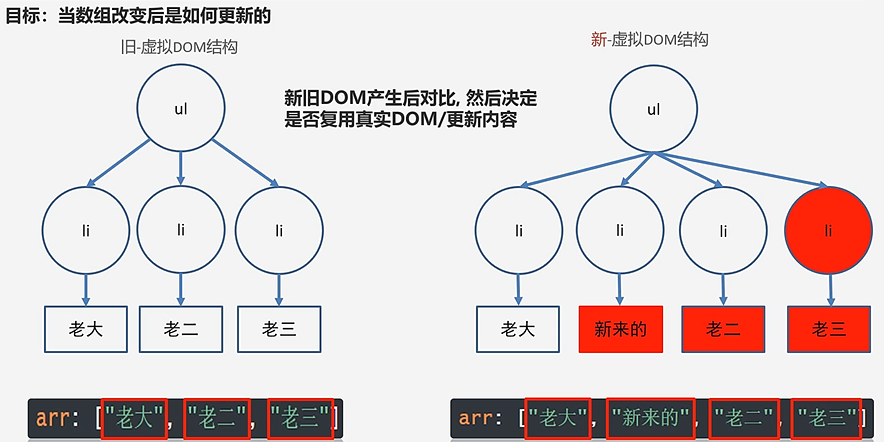 目标：当数组改变后是如何更新的
旧-虚拟DOM结构
新-虚拟DOM结构
新旧DOM产生后对比, 然后决定
是否复用真实DOM/更新内容
ul
ul
li
li
li
li
li
li
li
老大
老二
老三
老大
新来的
老二
老三
arr: ["老大", "老二", "老三"]
arr: ["老大", "新来的", "老二", "老三"]